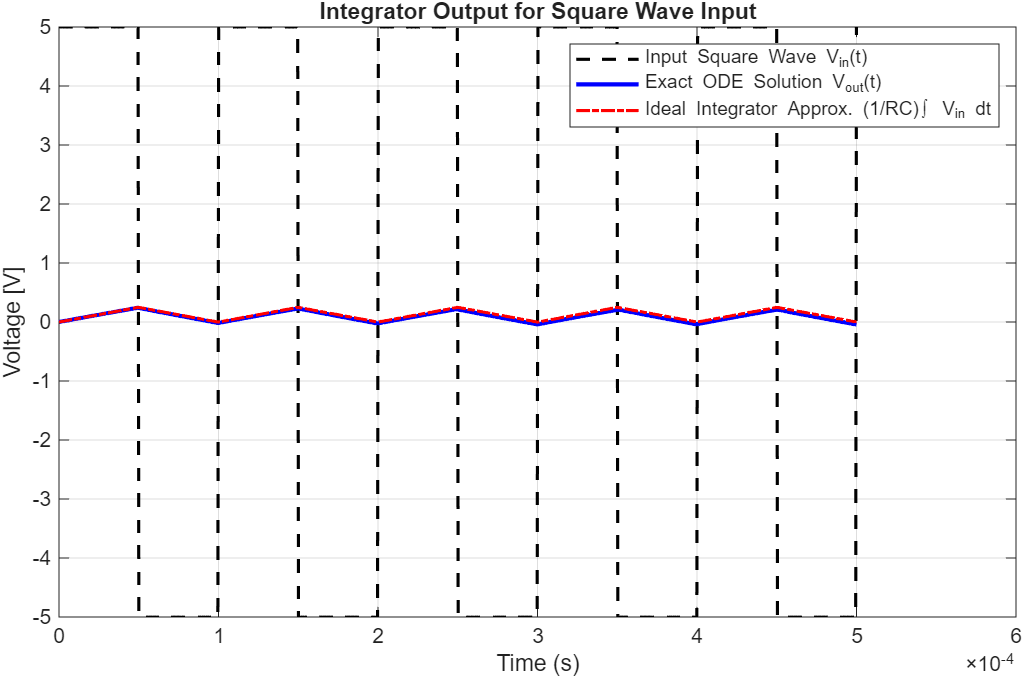 Integrator Output for Square Wave Input
Input Square Wave V_in(t)
Exact ODE Solution V_out(t)
Ideal Integrator Approx. (1/RC)∫ V_in dt
Voltage [V]
5
4
3
2
1
0
-1
-2
-3
-4
-5
0 1 2 3 4 5 6
Time (s)
×10^-4